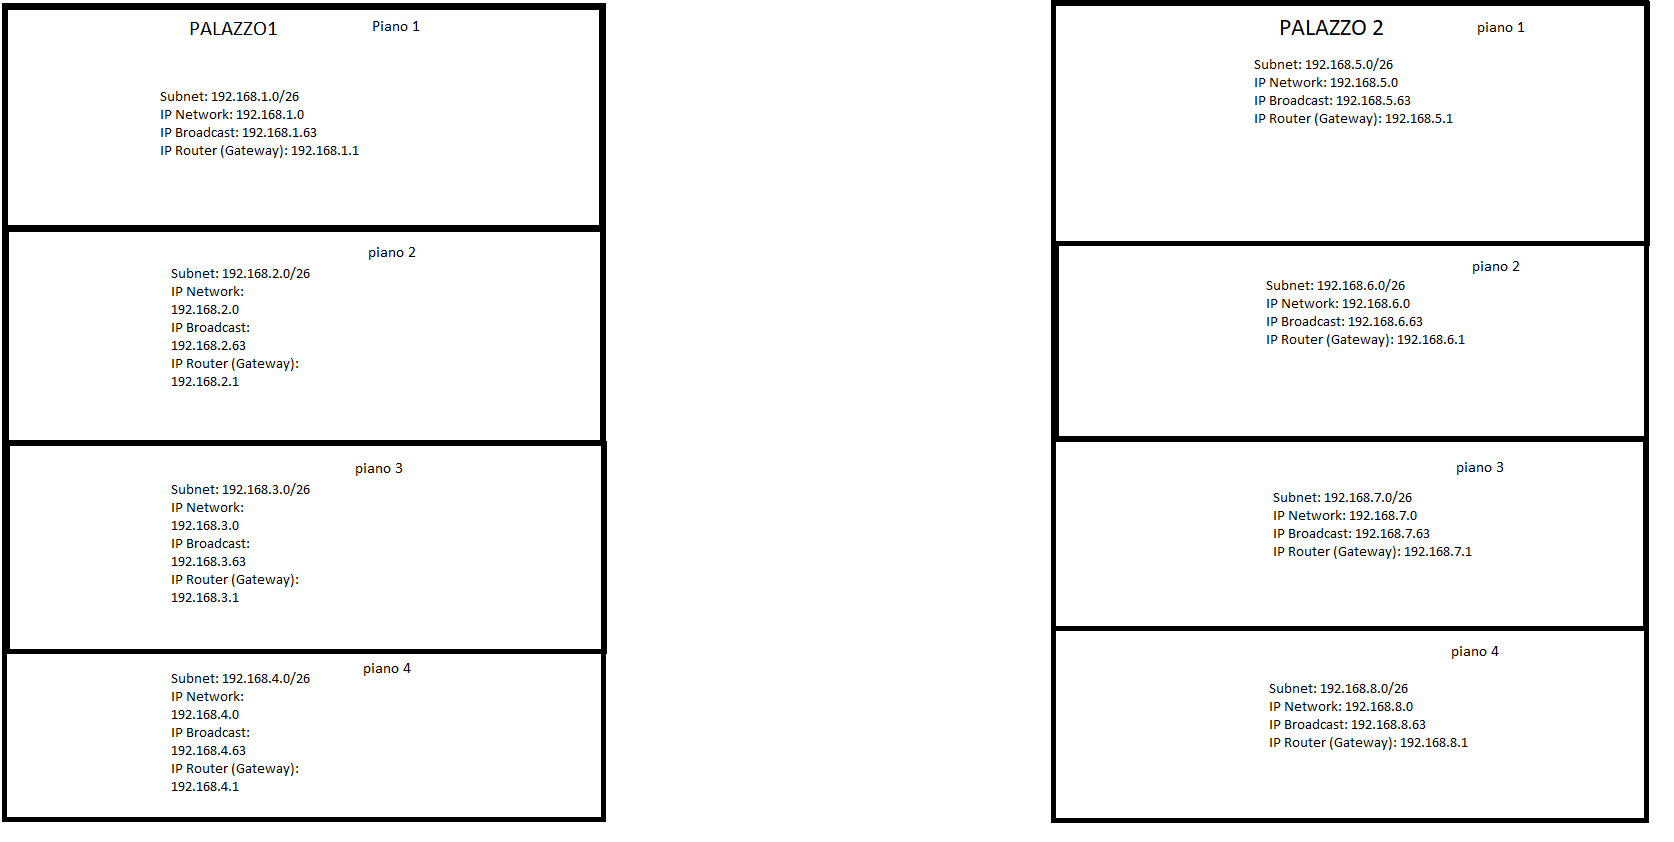 PALAZZO1
Piano 1
Subnet: 192.168.1.0/26
IP Network: 192.168.1.0
IP Broadcast: 192.168.1.63
IP Router (Gateway): 192.168.1.1
piano 2
Subnet: 192.168.2.0/26
IP Network:
192.168.2.0
IP Broadcast:
192.168.2.63
IP Router (Gateway):
192.168.2.1
piano 3
Subnet: 192.168.3.0/26
IP Network:
192.168.3.0
IP Broadcast:
192.168.3.63
IP Router (Gateway):
192.168.3.1
piano 4
Subnet: 192.168.4.0/26
IP Network:
192.168.4.0
IP Broadcast:
192.168.4.63
IP Router (Gateway):
192.168.4.1
PALAZZO 2
piano 1
Subnet: 192.168.5.0/26
IP Network: 192.168.5.0
IP Broadcast: 192.168.5.63
IP Router (Gateway): 192.168.5.1
piano 2
Subnet: 192.168.6.0/26
IP Network: 192.168.6.0
IP Broadcast: 192.168.6.63
IP Router (Gateway): 192.168.6.1
piano 3
Subnet: 192.168.7.0/26
IP Network: 192.168.7.0
IP Broadcast: 192.168.7.63
IP Router (Gateway): 192.168.7.1
piano 4
Subnet: 192.168.8.0/26
IP Network: 192.168.8.0
IP Broadcast: 192.168.8.63
IP Router (Gateway): 192.168.8.1